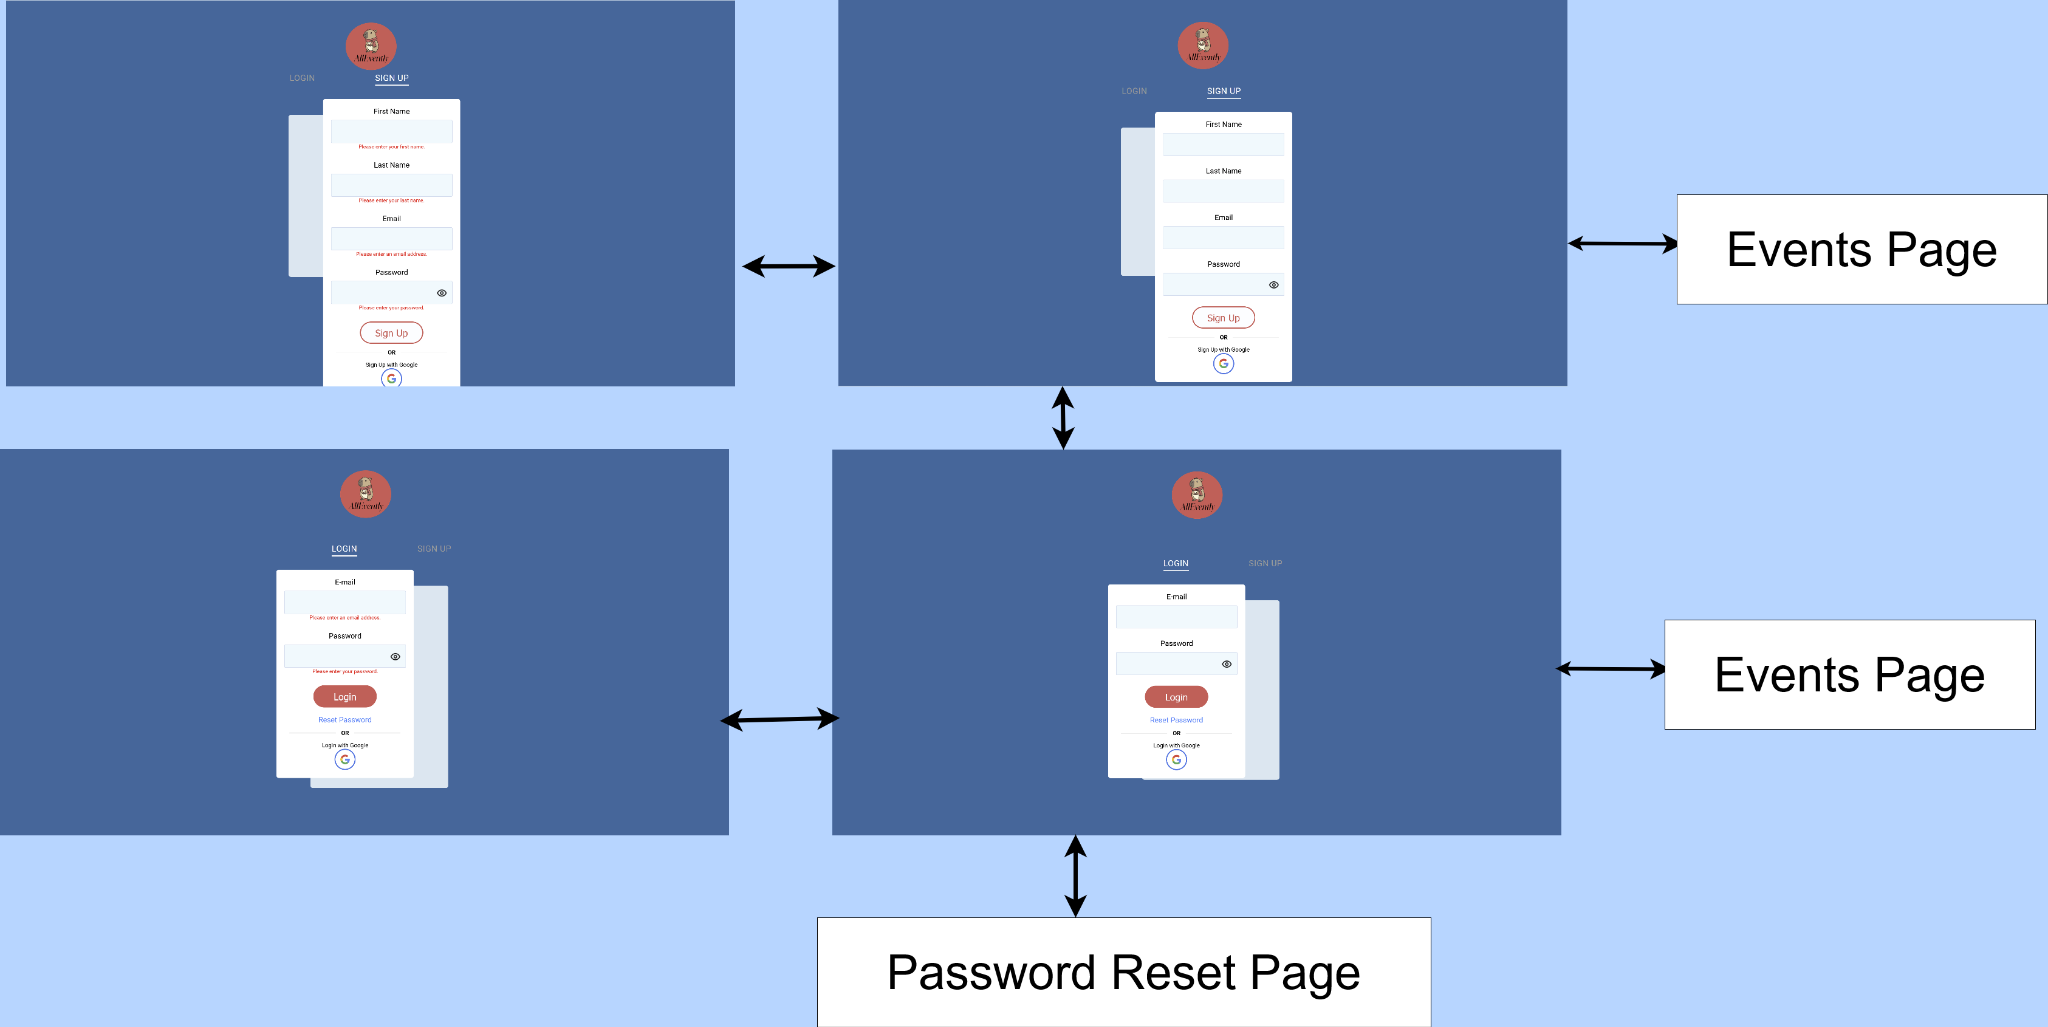 AllEvently
LOGIN
SIGN UP
First Name
Please enter your first name.
Last Name
Please enter your last name.
Email
Please enter an email address.
Password
Please enter your password.
Sign Up
OR
Sign Up with Google
G
AllEvently
LOGIN
SIGN UP
First Name
Last Name
Email
Password
Sign Up
OR
Sign Up with Google
G
Events Page
AllEvently
LOGIN
SIGN UP
E-mail
Please enter an email address.
Password
Please enter your password.
Login
Reset Password
OR
Login with Google
G
AllEvently
LOGIN
SIGN UP
E-mail
Password
Login
Reset Password
OR
Login with Google
G
Events Page
Password Reset Page